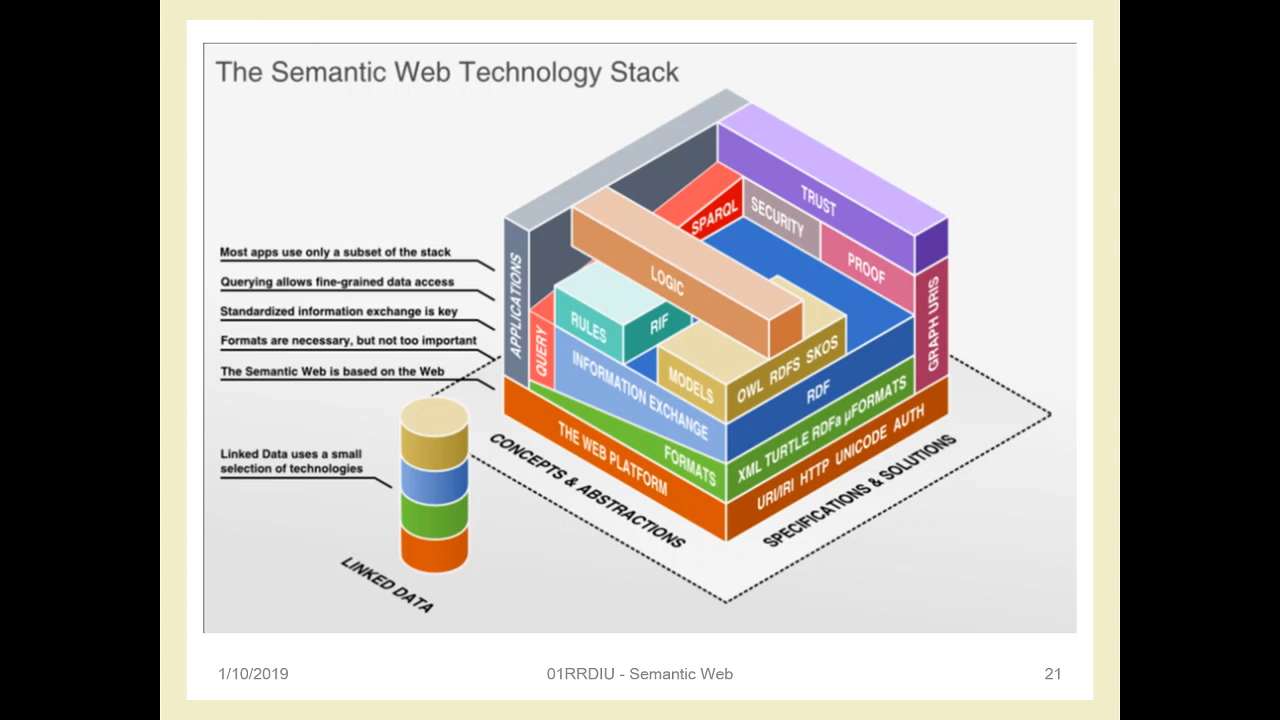 The Semantic Web Technology Stack
Most apps use only a subset of the stack
Querying allows fine-grained data access
Standardized information exchange is key
Formats are necessary, but not too important
The Semantic Web is based on the Web
Linked Data uses a small
selection of technologies
LINKED DATA
APPLICATIONS
QUERY
RULES
RIF
LOGIC
SPARQL
SECURITY
TRUST
PROOF
GRAPH URIS
INFORMATION EXCHANGE
MODELS
OWL RDFS SKOS
RDF
FORMATS
XML TURTLE RDFa µFORMATS
THE WEB PLATFORM
URI/IRI HTTP UNICODE AUTH
CONCEPTS & ABSTRACTIONS
SPECIFICATIONS & SOLUTIONS
1/10/2019
01RRDIU - Semantic Web
21